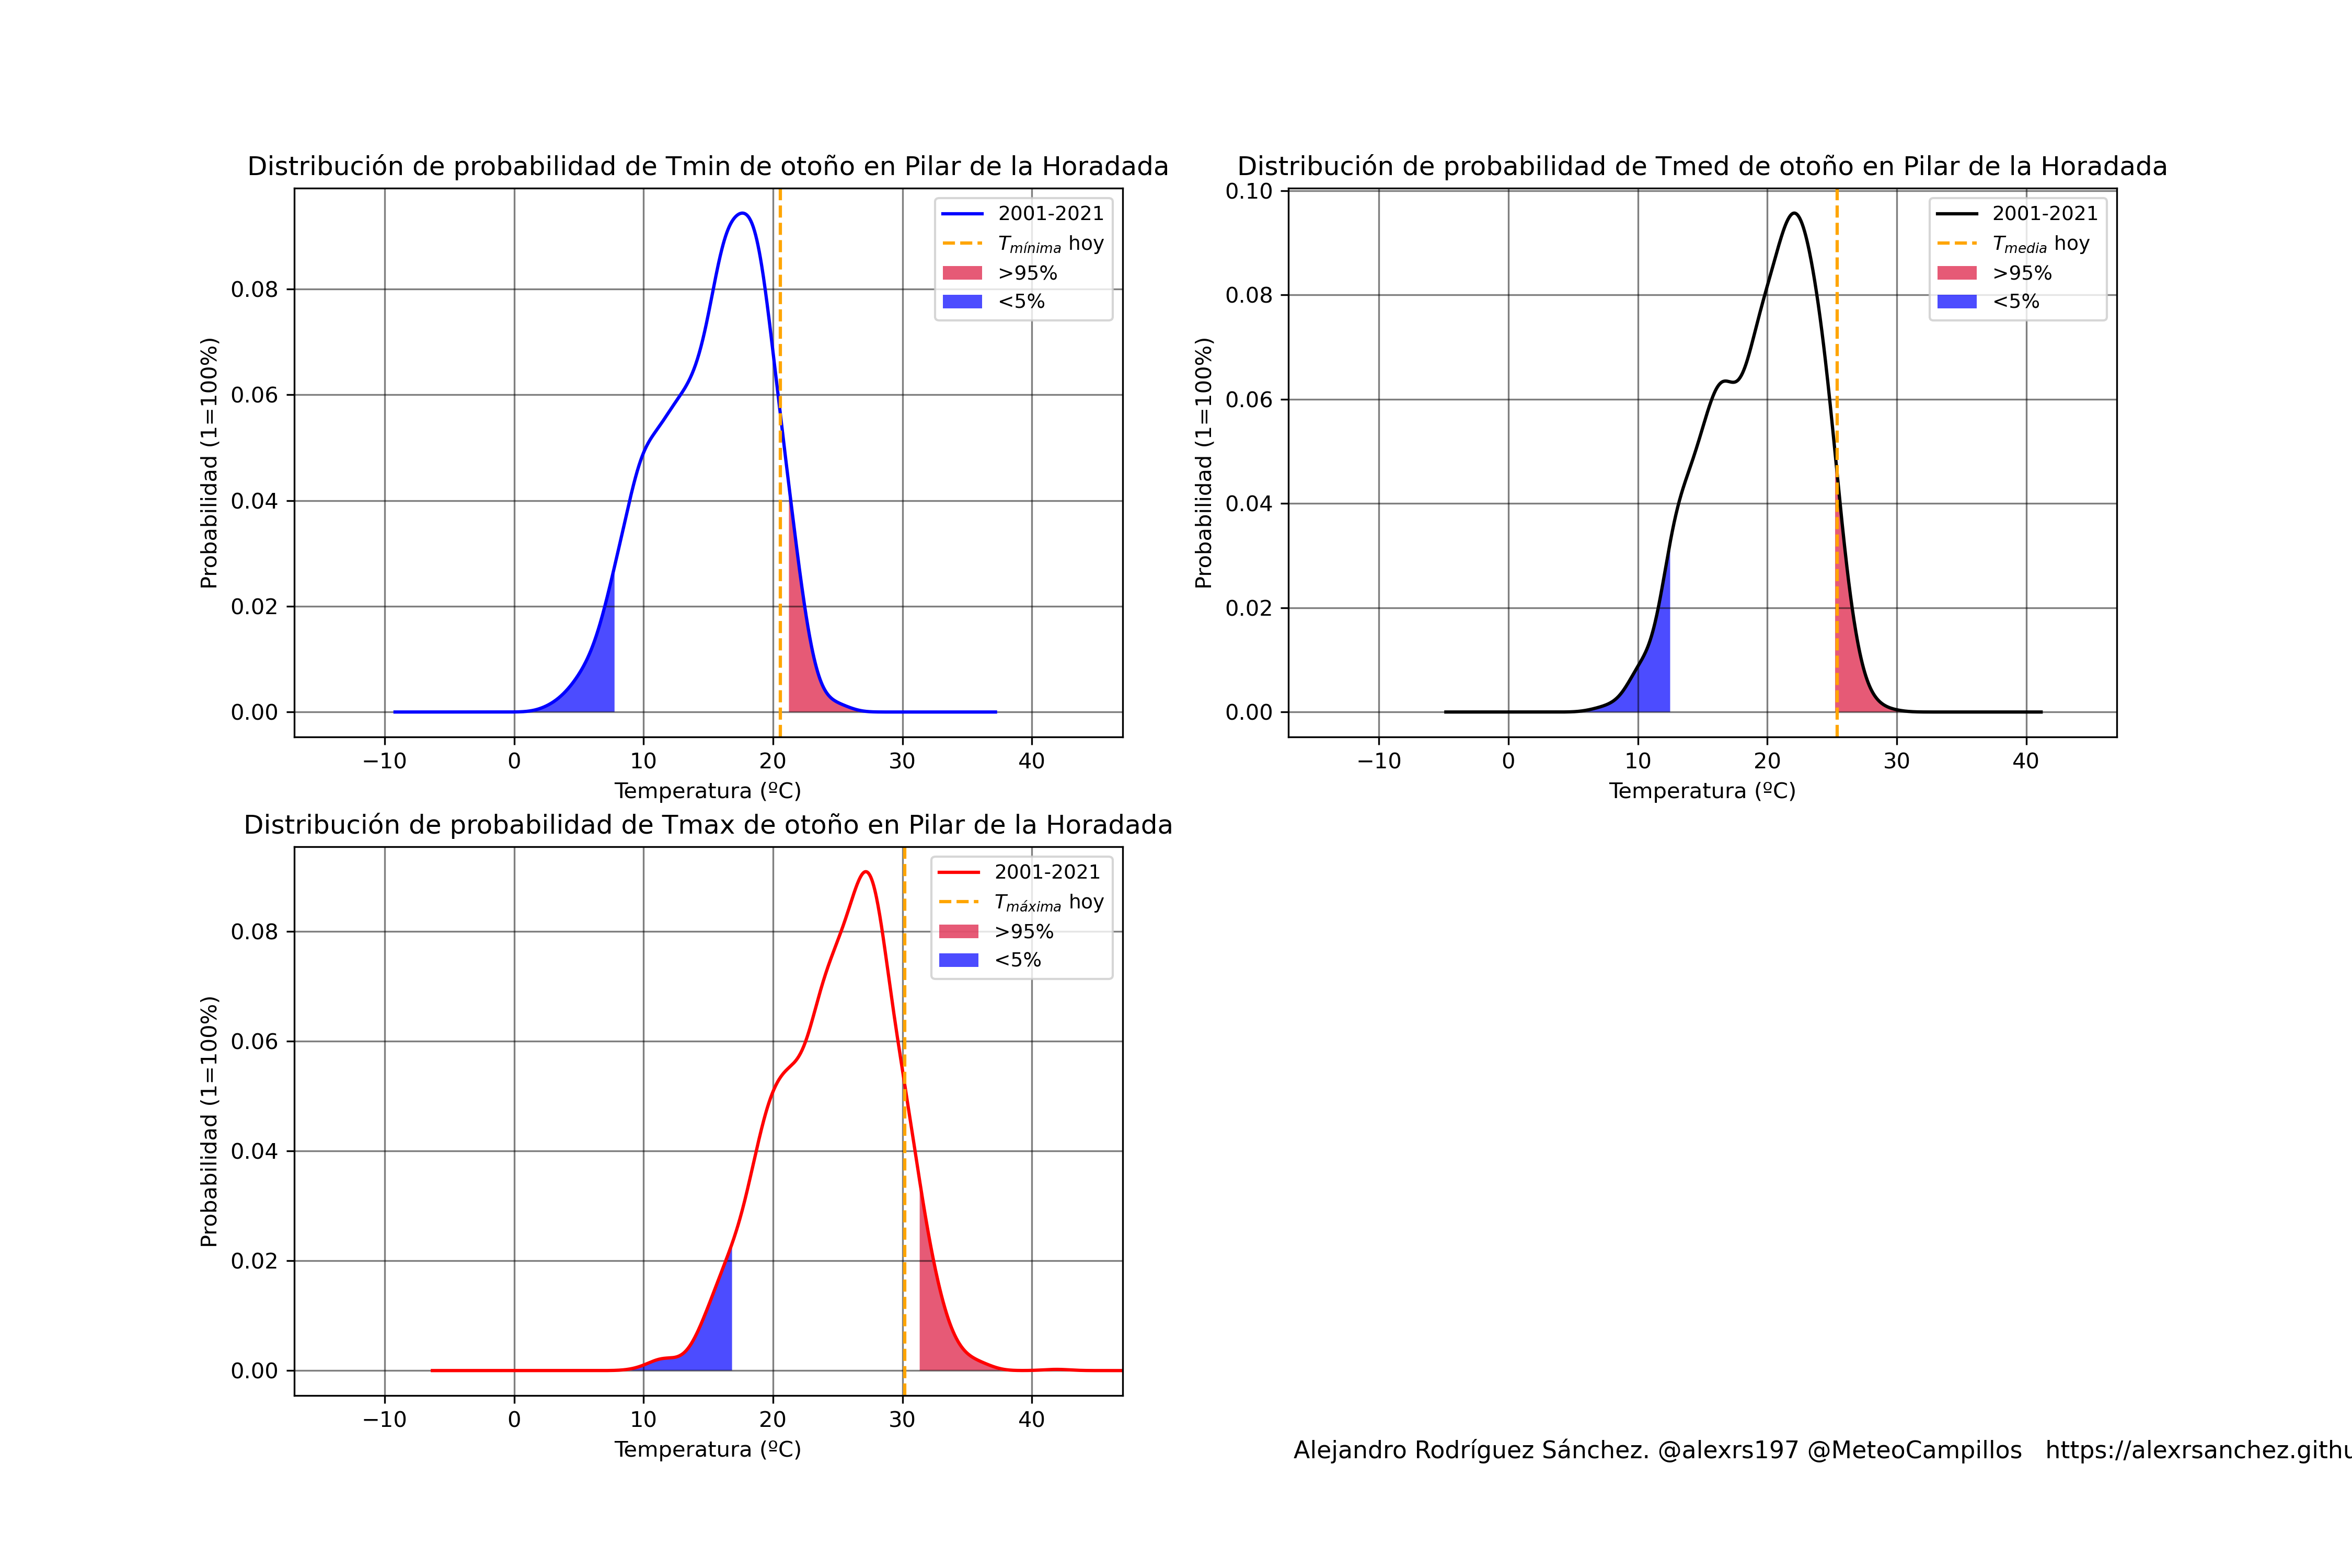 Distribución de probabilidad de Tmin de otoño en Pilar de la Horadada
0.08
0.06
0.04
0.02
0.00
Probabilidad (1=100%)
2001-2021
Tmínima hoy
>95%
<5%
−10 0 10 20 30 40
Temperatura (ºC)
Distribución de probabilidad de Tmed de otoño en Pilar de la Horadada
0.10
0.08
0.06
0.04
0.02
0.00
Probabilidad (1=100%)
2001-2021
Tmedia hoy
>95%
<5%
−10 0 10 20 30 40
Temperatura (ºC)
Distribución de probabilidad de Tmax de otoño en Pilar de la Horadada
0.08
0.06
0.04
0.02
0.00
Probabilidad (1=100%)
2001-2021
Tmáxima hoy
>95%
<5%
−10 0 10 20 30 40
Temperatura (ºC)
Alejandro Rodríguez Sánchez. @alexrs197 @MeteoCampillos https://alexrsanchez.githu